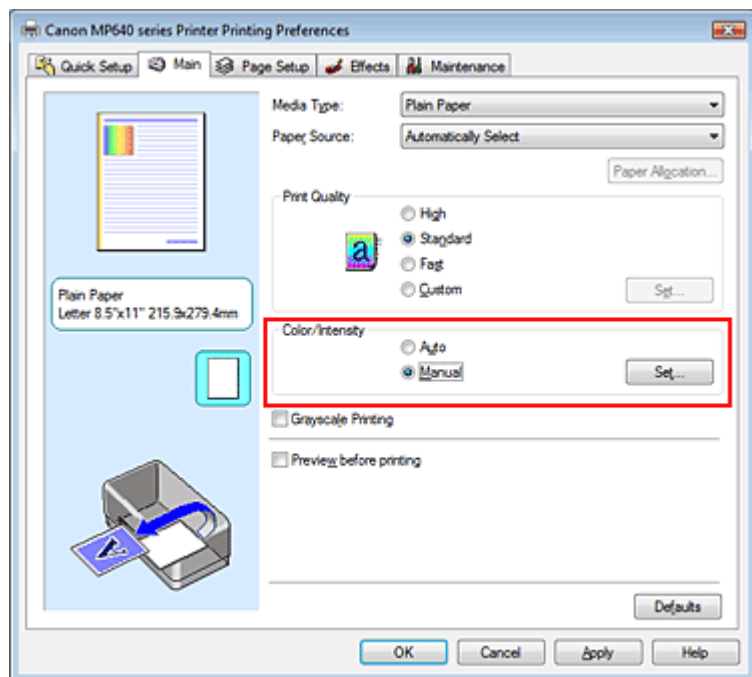 Canon MP640 series Printer Printing Preferences
Quick Setup Main Page Setup Effects Maintenance
Media Type: Plain Paper
Paper Source: Automatically Select
Paper Allocation...
Print Quality
High
a Standard
Fast
Custom Set...
Plain Paper
Letter 8.5"x11" 215.9x279.4mm
Color/Intensity
Auto
Manual Set...
Grayscale Printing
Preview before printing
A
Defaults
OK Cancel Apply Help